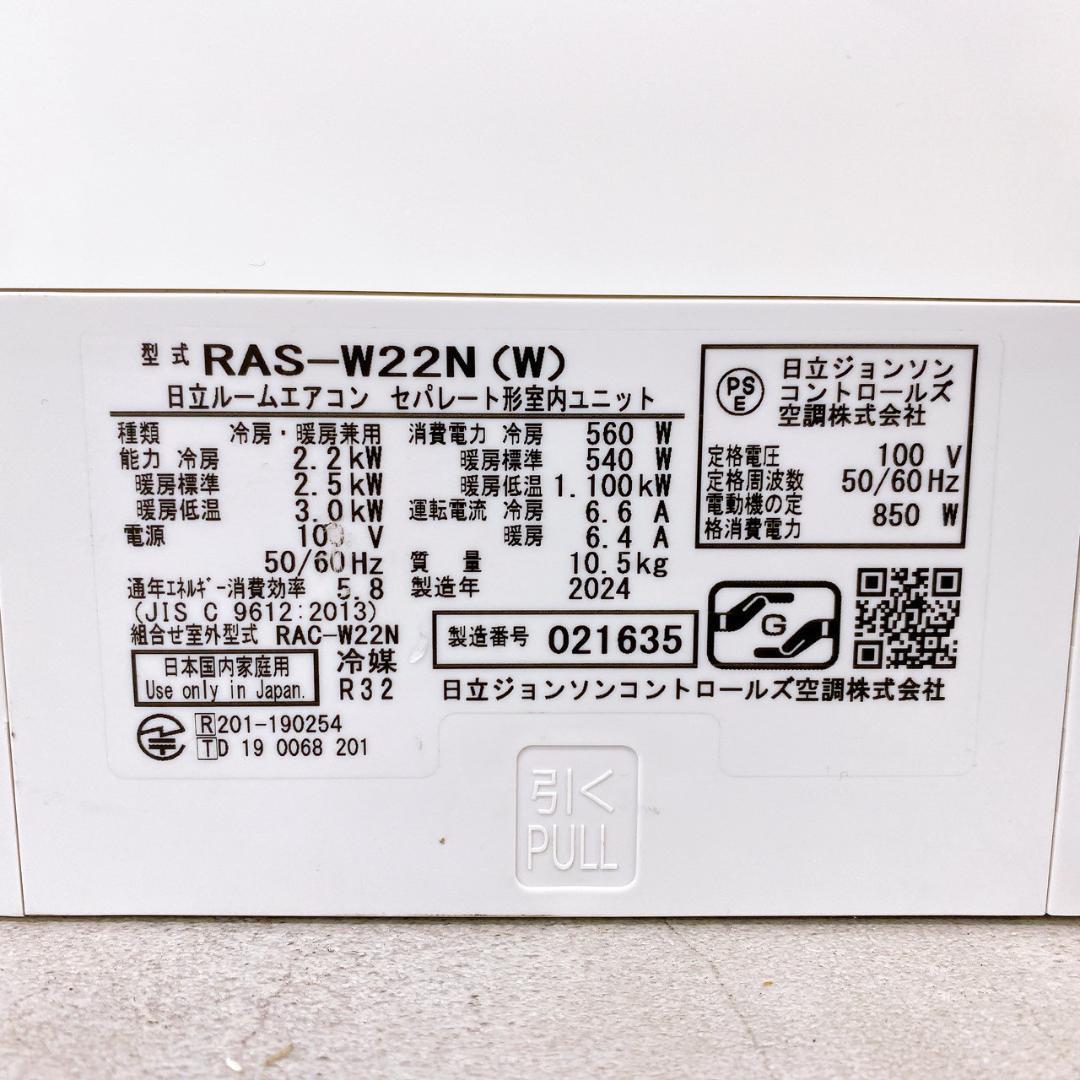 型式 RAS-W22N(W)
日立ルームエアコン セパレート形室内ユニット
種類 冷房・暖房兼用
能力 冷房 2.2kW
暖房標準 2.5kW
暖房低温 3.0kW
電源 100 V
50/60Hz
通年エネルギー消費効率 5.8
(JIS C 9612:2013)
組合せ室外型式 RAC-W22N
消費電力 冷房 560 W
暖房標準 540 W
暖房低温 1.100kW
運転電流 冷房 6.6 A
暖房 6.4 A
質量 10.5kg
製造年 2024
日本国内家庭用
Use only in Japan.
冷媒
R32
製造番号 021635
日立ジョンソンコントロールズ空調株式会社
R 201-190254
T D 19 0068 201
PSE
日立ジョンソン
コントロールズ
空調株式会社
定格電圧 100 V
定格周波数 50/60Hz
電動機の定
格消費電力 850 W
G
引く
PULL